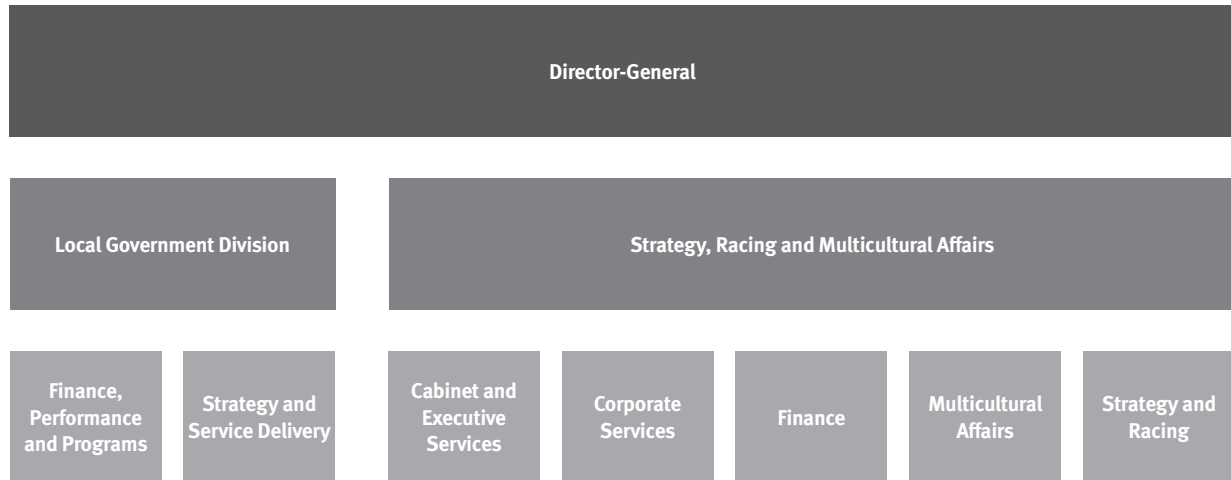 Director-General
Local Government Division
Strategy, Racing and Multicultural Affairs
Finance,
Performance
and Programs
Strategy and
Service Delivery
Cabinet and
Executive
Services
Corporate
Services
Finance
Multicultural
Affairs
Strategy and
Racing